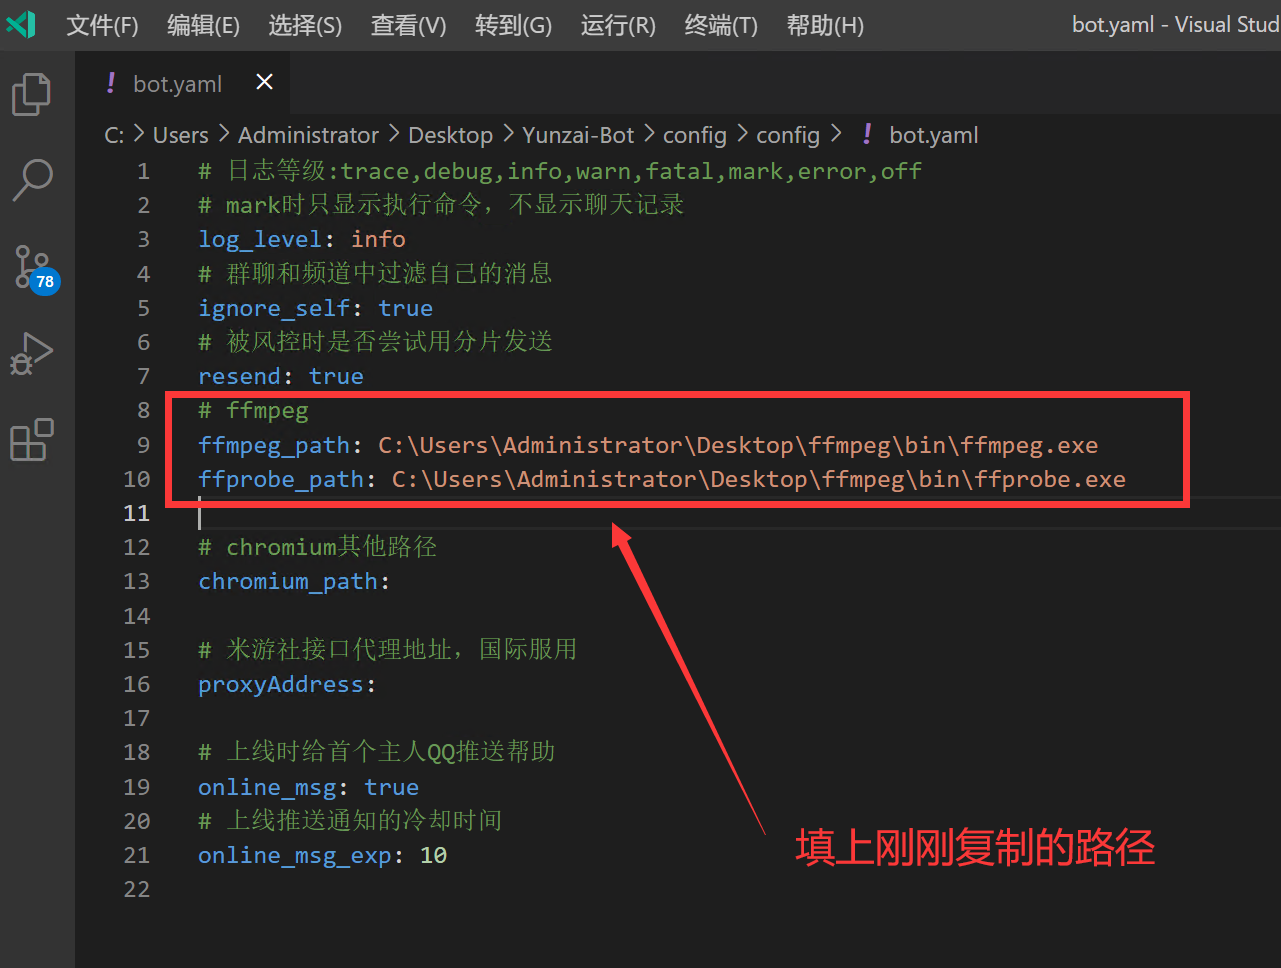 文件(F) 编辑(E) 选择(S) 查看(V) 转到(G) 运行(R) 终端(T) 帮助(H) bot.yaml - Visual Stud
! bot.yaml ×
C: > Users > Administrator > Desktop > Yunzai-Bot > config > config > ! bot.yaml
1 # 日志等级:trace,debug,info,warn,fatal,mark,error,off
2 # mark时只显示执行命令，不显示聊天记录
3 log_level: info
4 # 群聊和频道中过滤自己的消息
5 ignore_self: true
6 # 被风控时是否尝试用分片发送
7 resend: true
8 # ffmpeg
9 ffmpeg_path: C:\Users\Administrator\Desktop\ffmpeg\bin\ffmpeg.exe
10 ffprobe_path: C:\Users\Administrator\Desktop\ffmpeg\bin\ffprobe.exe
11
12 # chromium其他路径
13 chromium_path:
14
15 # 米游社接口代理地址，国际服用
16 proxyAddress:
17
18 # 上线时给首个主人QQ推送帮助
19 online_msg: true
20 # 上线推送通知的冷却时间
21 online_msg_exp: 10
22
78
填上刚刚复制的路径